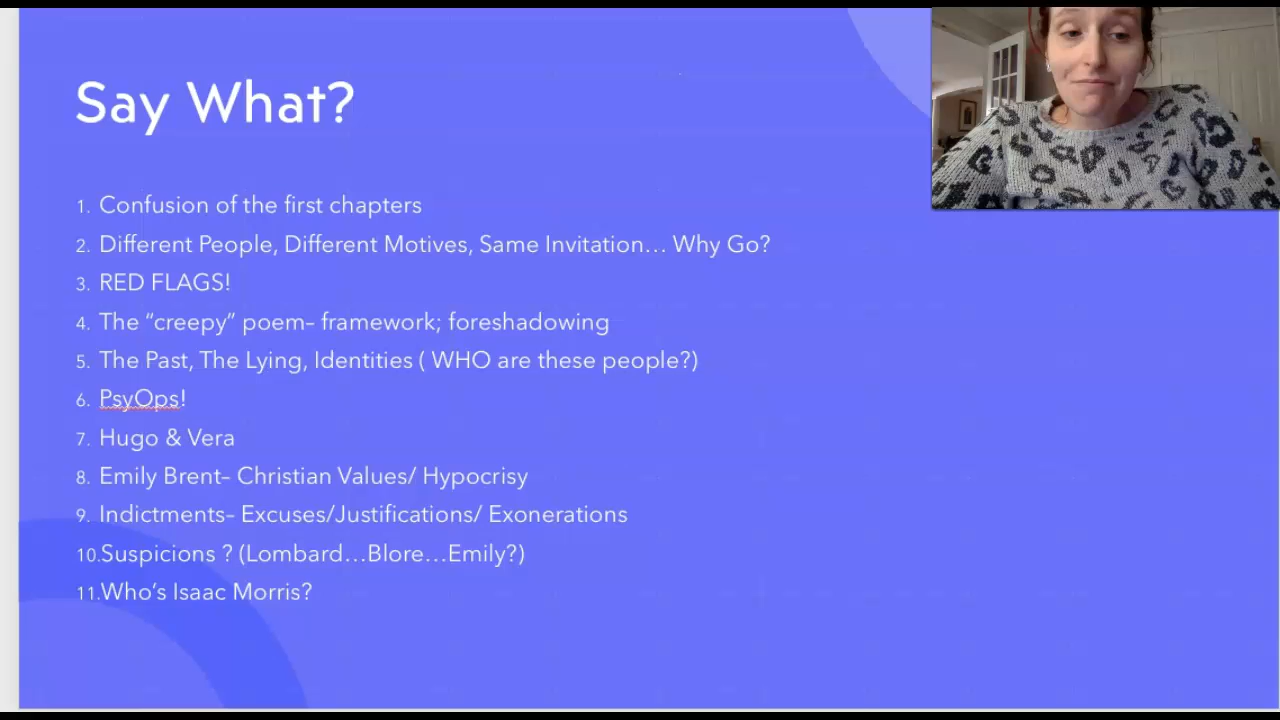 Say What?
1. Confusion of the first chapters
2. Different People, Different Motives, Same Invitation... Why Go?
3. RED FLAGS!
4. The “creepy” poem– framework; foreshadowing
5. The Past, The Lying, Identities ( WHO are these people?)
6. PsyOps!
7. Hugo & Vera
8. Emily Brent– Christian Values/ Hypocrisy
9. Indictments– Excuses/Justifications/ Exonerations
10.Suspicions ? (Lombard...Blore...Emily?)
11.Who’s Isaac Morris?